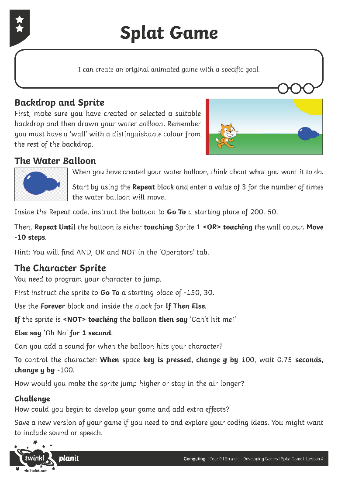 Splat Game
I can create an original animated game with a specific goal.
Backdrop and Sprite
First, make sure you have created or selected a suitable
backdrop and then drawn your water balloon. Remember
you must have a 'wall' with a distinguishable colour from
the rest of the backdrop.
The Water Balloon
When you have created your water balloon, think about what you want it to do.
Start by using the Repeat block and enter a value of 3 for the number of times
the water balloon will move.
Inside the Repeat code, instruct the balloon to Go To a starting place of 200, 50.
Then, Repeat Until the balloon is either touching Sprite 1 <OR> touching the wall colour. Move
-10 steps.
Hint: You will find AND, OR and NOT in the 'Operators' tab.
The Character Sprite
You need to program your character to jump.
First instruct the sprite to Go To a starting place of -150, 30.
Use the Forever block and inside the block for If Then Else.
If the sprite is <NOT> touching the balloon then say 'Can't hit me!'
Else say 'Oh No' for 1 second.
Can you add a sound for when the balloon hits your character?
To control the character: When space key is pressed, change y by 100, wait 0.75 seconds,
change y by -100.
How would you make the sprite jump higher or stay in the air longer?
Challenge
How could you begin to develop your game and add extra effects?
Save a new version of your game if you need to and explore your coding ideas. You might want
to include sound or speech.
twinkl planit
Computing